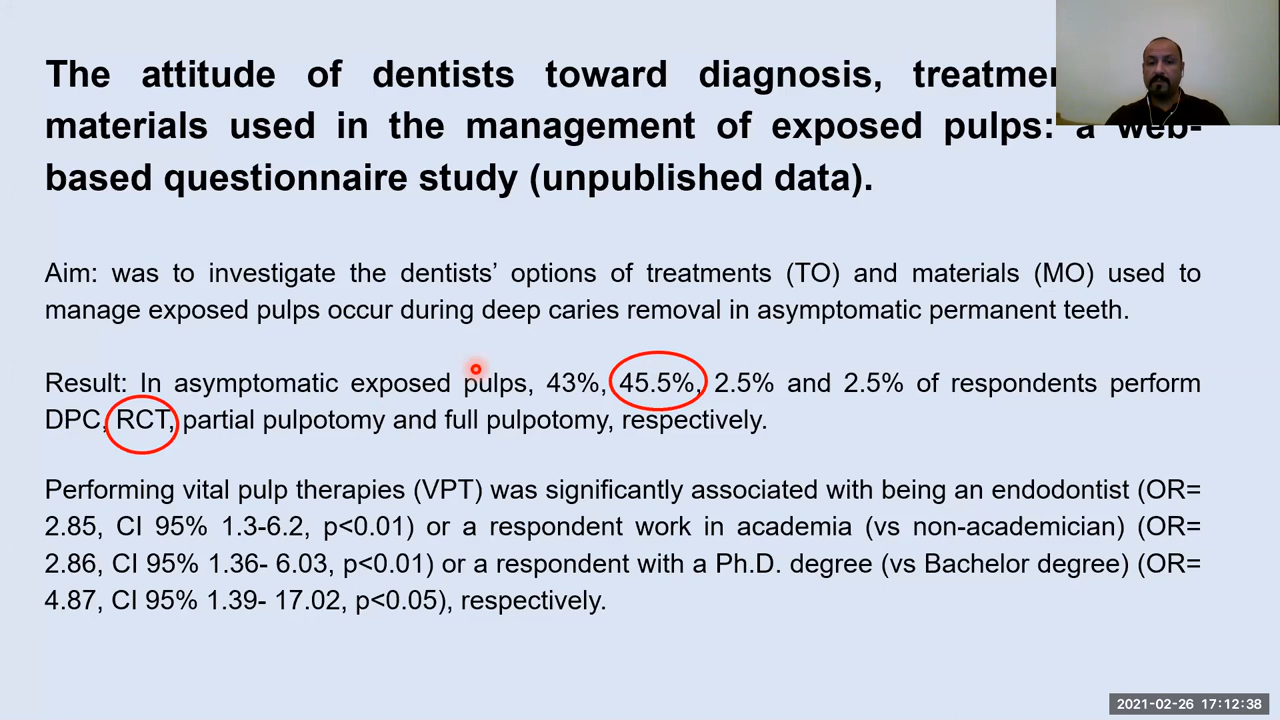 The attitude of dentists toward diagnosis,
materials used in the management of exposed pulps: a web-
based questionnaire study (unpublished data).
Aim: was to investigate the dentists’ options of treatments (TO) and materials (MO) used to
manage exposed pulps occur during deep caries removal in asymptomatic permanent teeth.
Result: In asymptomatic exposed pulps, 43%, 45.5%, 2.5% and 2.5% of respondents perform
DPC, RCT, partial pulpotomy and full pulpotomy, respectively.
Performing vital pulp therapies (VPT) was significantly associated with being an endodontist (OR=
2.85, CI 95% 1.3-6.2, p<0.01) or a respondent work in academia (vs non-academician) (OR=
2.86, CI 95% 1.36- 6.03, p<0.01) or a respondent with a Ph.D. degree (vs Bachelor degree) (OR=
4.87, CI 95% 1.39- 17.02, p<0.05), respectively.
2021-02-26 17:12:38